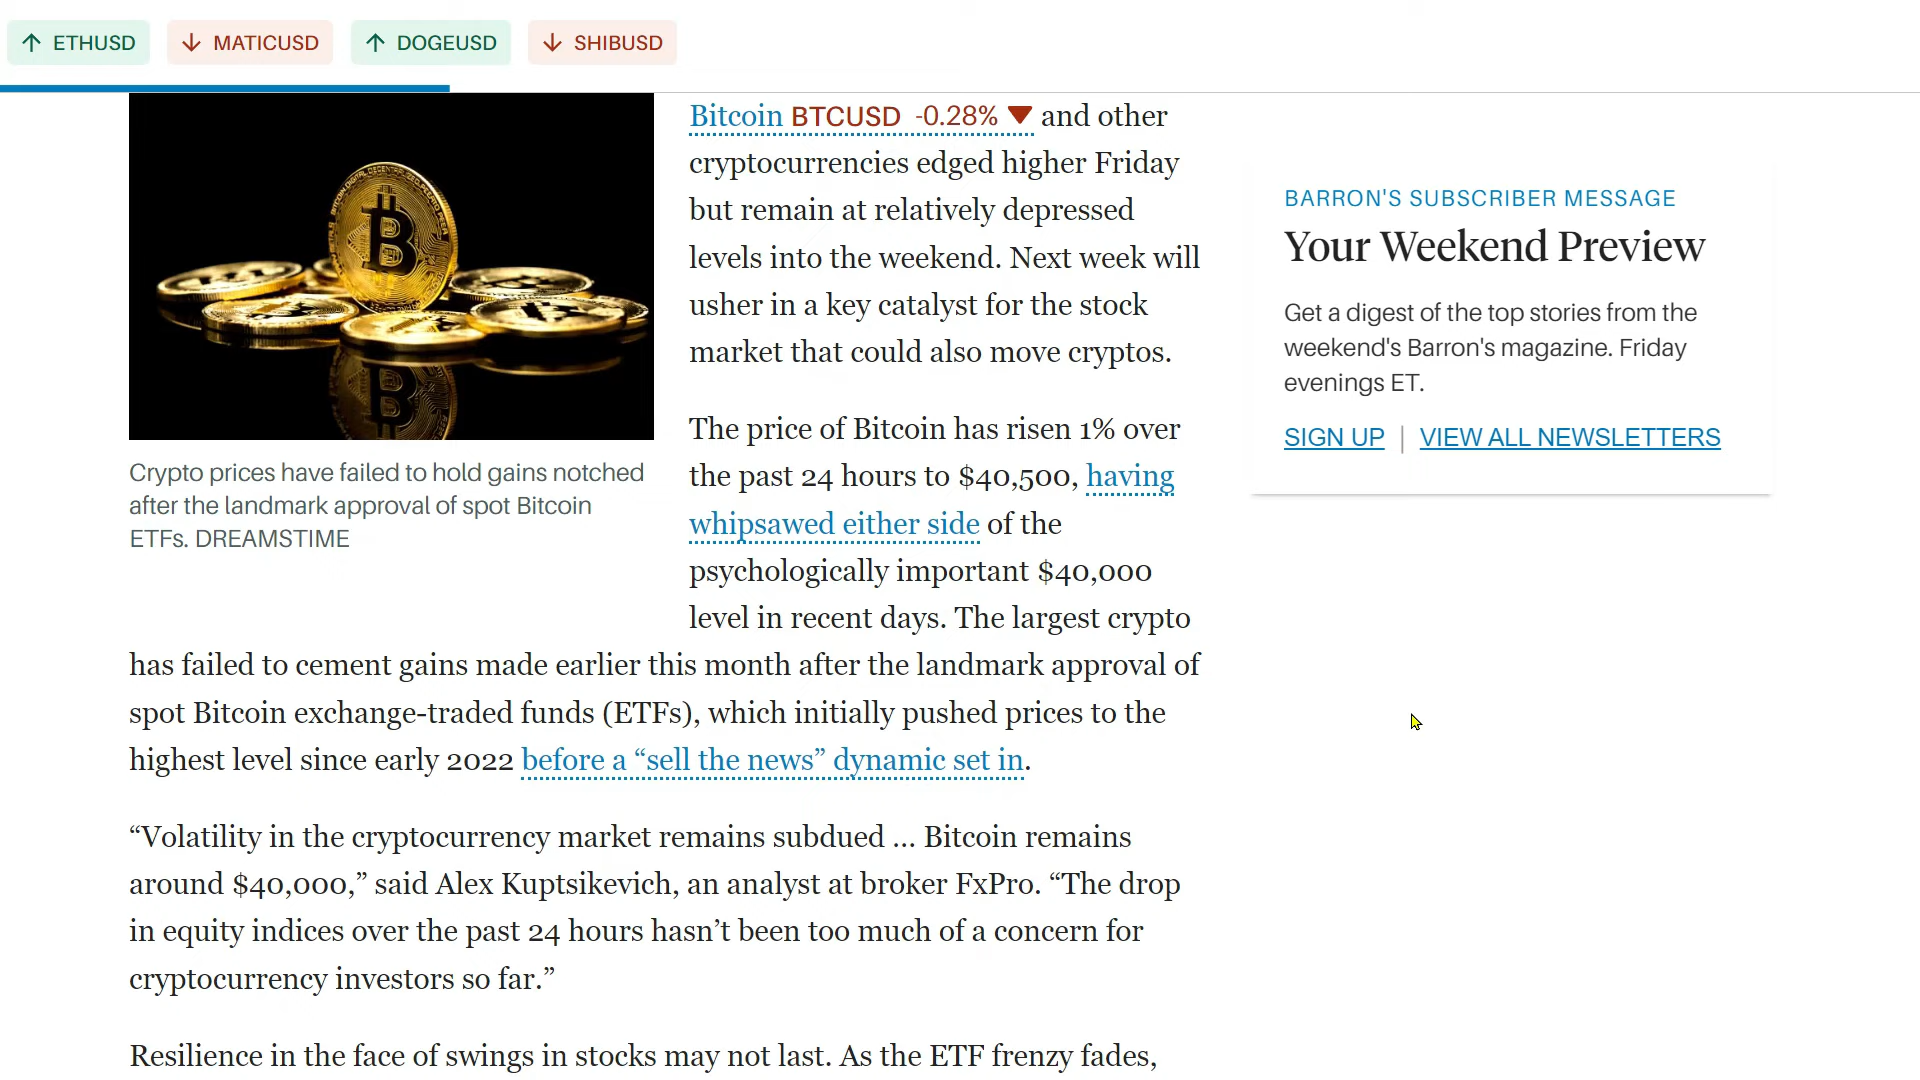 ETHUSD MATICUSD DOGEUSD SHIBUSD
Bitcoin BTCUSD -0.28% and other
cryptocurrencies edged higher Friday
but remain at relatively depressed
levels into the weekend. Next week will
usher in a key catalyst for the stock
market that could also move cryptos.
The price of Bitcoin has risen 1% over
the past 24 hours to $40,500, having
whipsawed either side of the
psychologically important $40,000
level in recent days. The largest crypto
has failed to cement gains made earlier this month after the landmark approval of
spot Bitcoin exchange-traded funds (ETFs), which initially pushed prices to the
highest level since early 2022 before a “sell the news” dynamic set in.
“Volatility in the cryptocurrency market remains subdued ... Bitcoin remains
around $40,000,” said Alex Kuptsikevich, an analyst at broker FxPro. “The drop
in equity indices over the past 24 hours hasn’t been too much of a concern for
cryptocurrency investors so far.”
Resilience in the face of swings in stocks may not last. As the ETF frenzy fades,
Crypto prices have failed to hold gains notched
after the landmark approval of spot Bitcoin
ETFs. DREAMSTIME
BARRON'S SUBSCRIBER MESSAGE
Your Weekend Preview
Get a digest of the top stories from the
weekend's Barron's magazine. Friday
evenings ET.
SIGN UP | VIEW ALL NEWSLETTERS